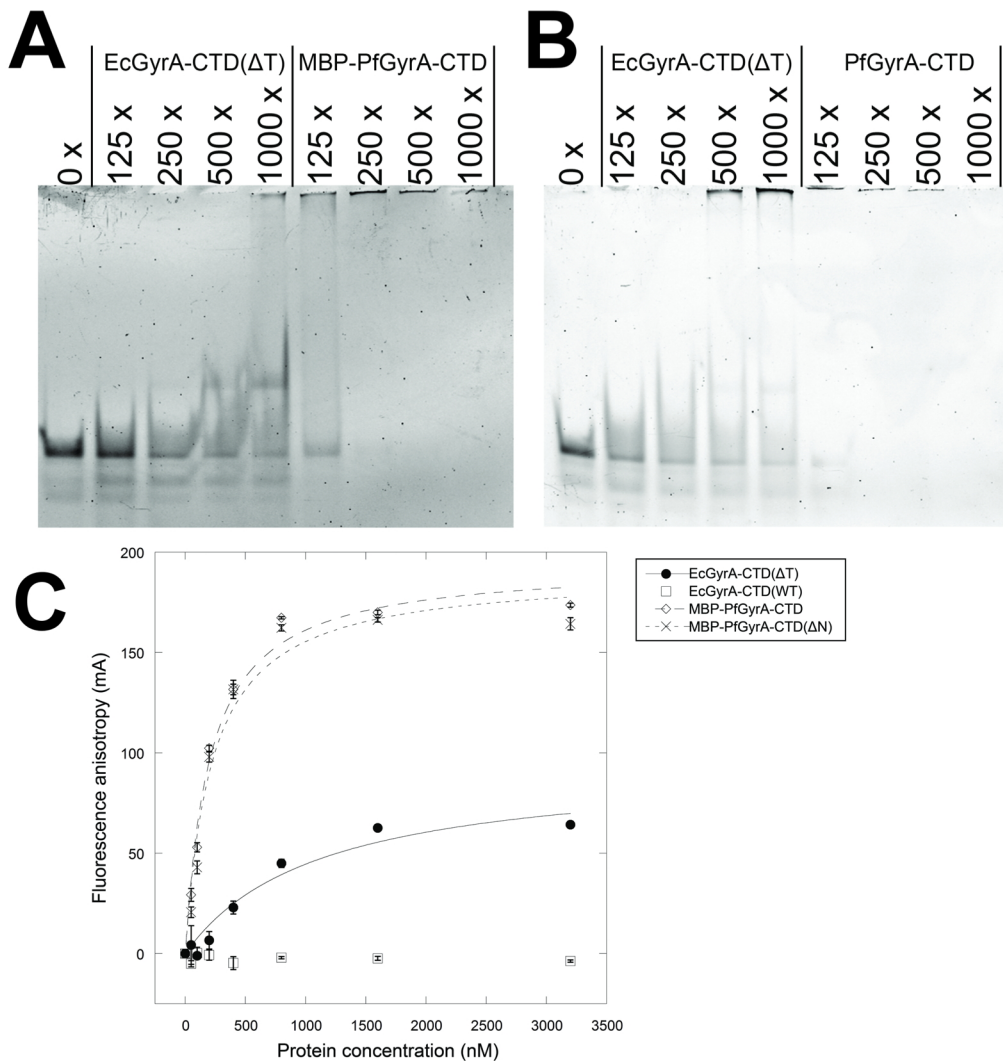 A
EcGyrA-CTD(ΔT)
MBP-PfGyrA-CTD
0 x
125 x
250 x
500 x
1000 x
125 x
250 x
500 x
1000 x
B
EcGyrA-CTD(ΔT)
PfGyrA-CTD
0 x
125 x
250 x
500 x
1000 x
125 x
250 x
500 x
1000 x
C
Fluorescence anisotropy (mA)
200
150
100
50
0
0
500
1000
1500
2000
2500
3000
3500
Protein concentration (nM)
EcGyrA-CTD(ΔT)
EcGyrA-CTD(WT)
MBP-PfGyrA-CTD
MBP-PfGyrA-CTD(ΔN)